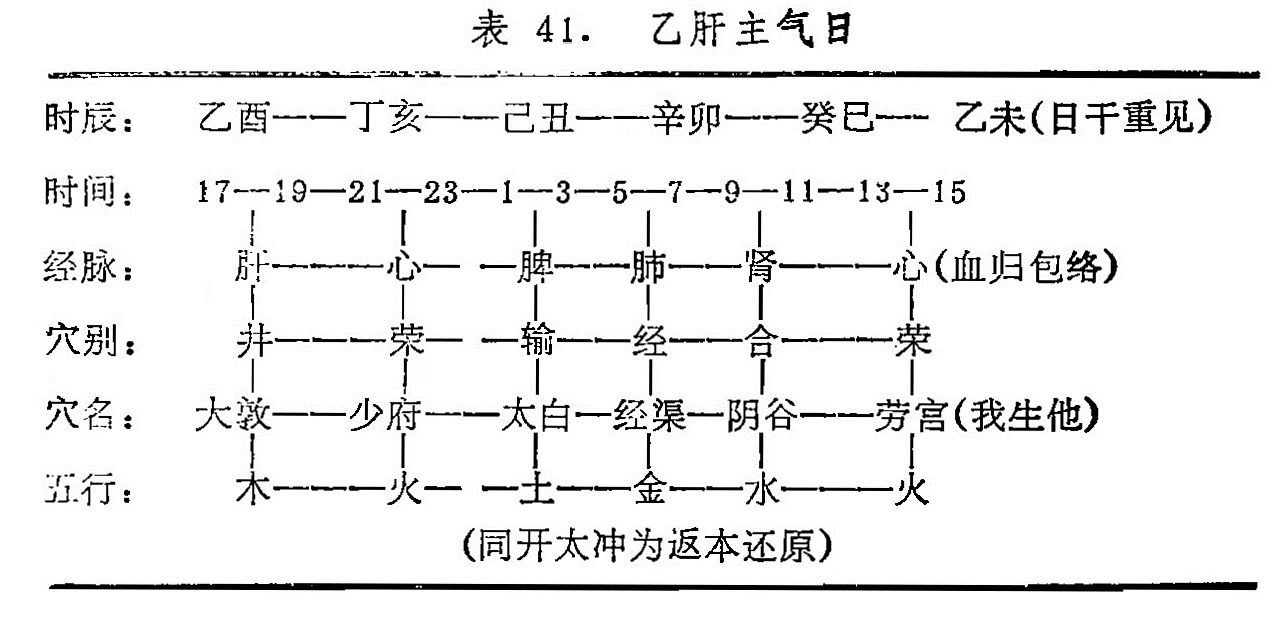 表 41. 乙肝主气日
时辰: 乙酉——丁亥——己丑——辛卯——癸巳—— 乙未(日干重见)
时间: 17—19—21—23—1—3—5—7—9—11—13—15
经脉: 肝——心— —脾——肺——肾——心(血归包络)
穴别: 井——荣— —输——经——合——荣
穴名: 大敦——少府——太白—经渠—阴谷——劳宫(我生他)
五行: 木——火— —土——金——水——火
(同开太冲为返本还原)